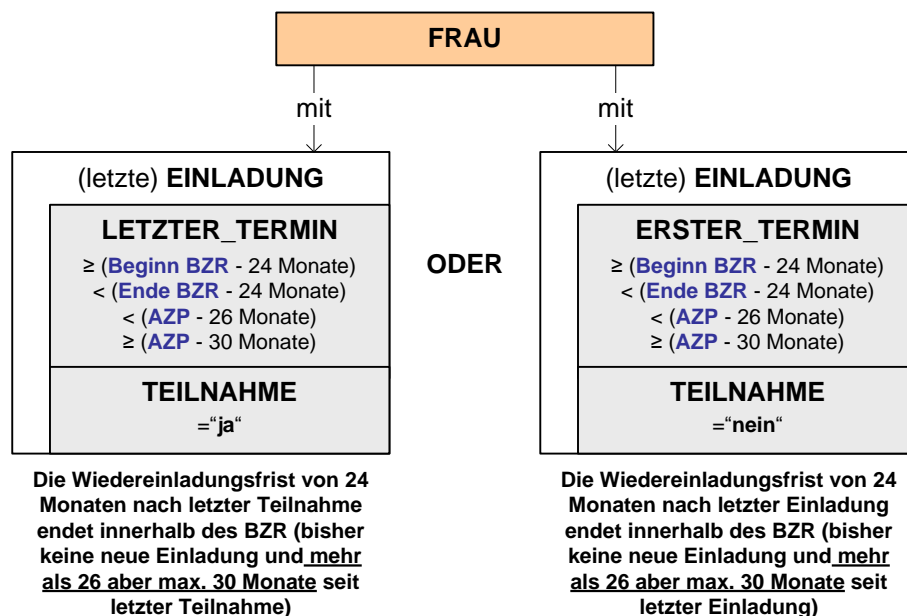 FRAU
mit
mit
(letzte) EINLADUNG
LETZTER_TERMIN
≥ (Beginn BZR - 24 Monate)
< (Ende BZR - 24 Monate)
< (AZP - 26 Monate)
≥ (AZP - 30 Monate)
TEILNAHME
=“ja“
ODER
(letzte) EINLADUNG
ERSTER_TERMIN
≥ (Beginn BZR - 24 Monate)
< (Ende BZR - 24 Monate)
< (AZP - 26 Monate)
≥ (AZP - 30 Monate)
TEILNAHME
=“nein“
Die Wiedereinladungsfrist von 24
Monaten nach letzter Teilnahme
endet innerhalb des BZR (bisher
keine neue Einladung und mehr
als 26 aber max. 30 Monate seit
letzter Teilnahme)
Die Wiedereinladungsfrist von 24
Monaten nach letzter Einladung
endet innerhalb des BZR (bisher
keine neue Einladung und mehr
als 26 aber max. 30 Monate seit
letzter Einladung)